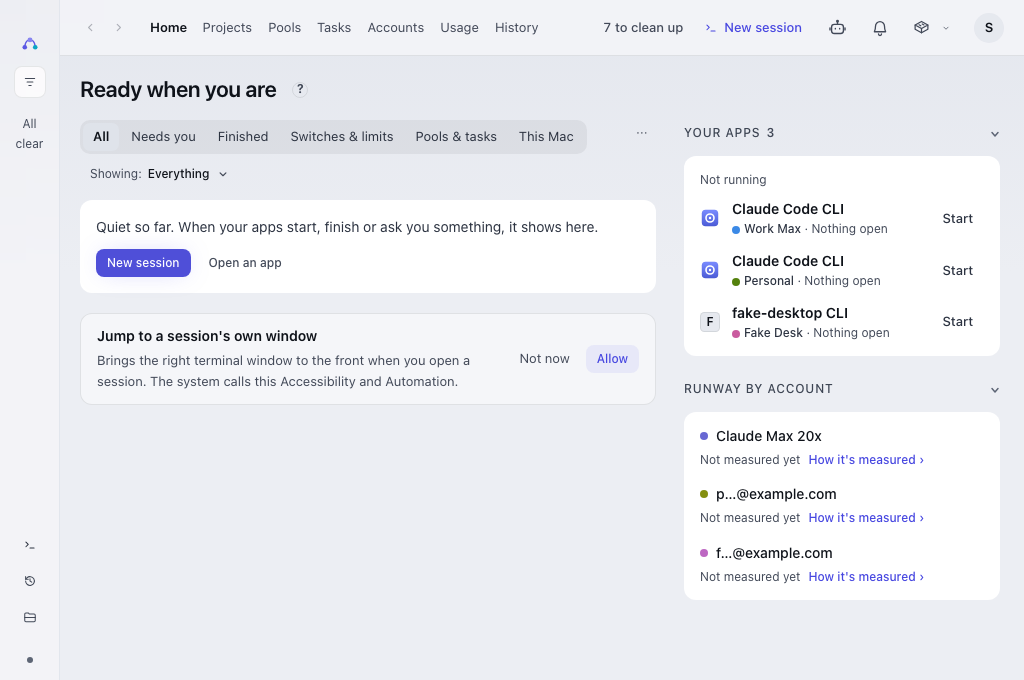 Home Projects Pools Tasks Accounts Usage History 7 to clean up New session S
All
clear
Ready when you are ?
All Needs you Finished Switches & limits Pools & tasks This Mac ...
Showing: Everything
Quiet so far. When your apps start, finish or ask you something, it shows here.
New session Open an app
Jump to a session's own window
Brings the right terminal window to the front when you open a
session. The system calls this Accessibility and Automation.
Not now Allow
YOUR APPS 3
Not running
Claude Code CLI
Work Max · Nothing open
Start
Claude Code CLI
Personal · Nothing open
Start
F
fake-desktop CLI
Fake Desk · Nothing open
Start
RUNWAY BY ACCOUNT
Claude Max 20x
Not measured yet How it's measured ›
p...@example.com
Not measured yet How it's measured ›
f...@example.com
Not measured yet How it's measured ›